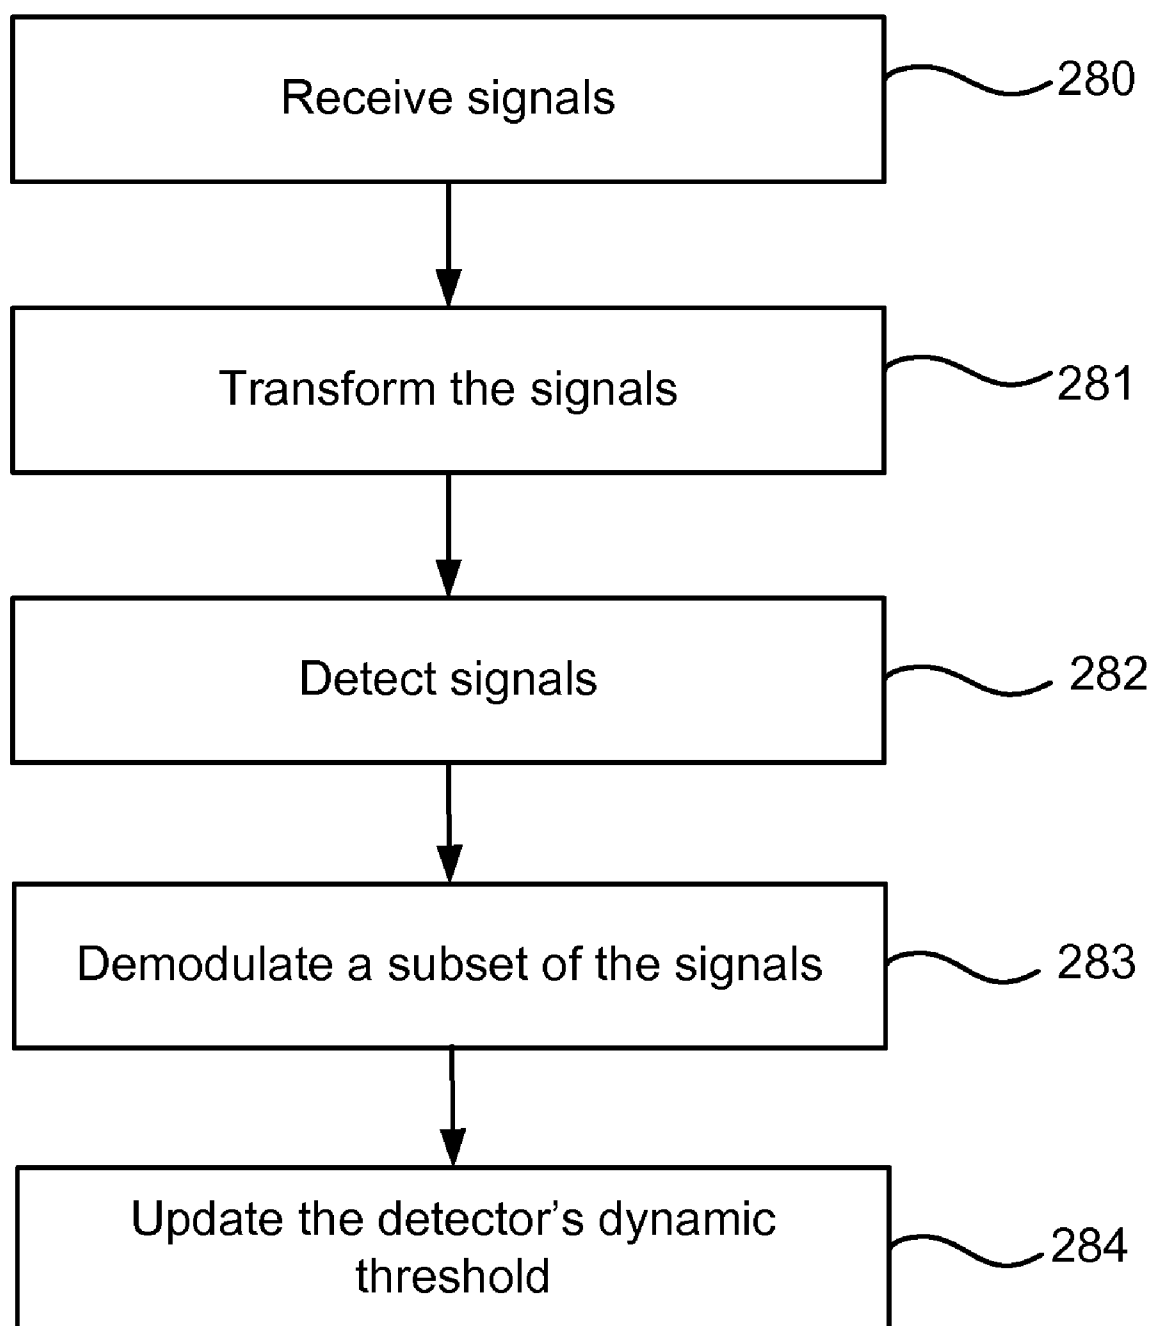 Receive signals
280
Transform the signals
281
Detect signals
282
Demodulate a subset of the signals
283
Update the detector’s dynamic
threshold
284